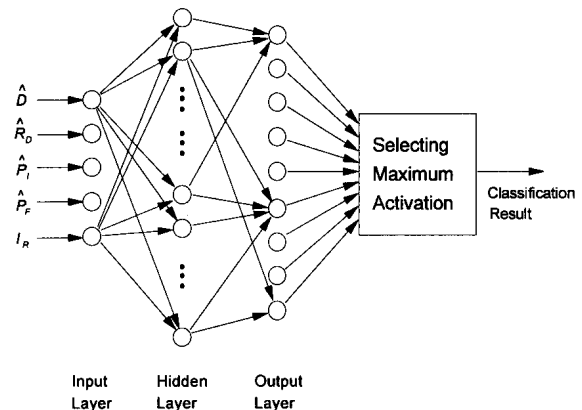 D̂
R̂_D
P̂_I
P̂_F
I_R
Selecting
Maximum
Activation
Classification
Result
Input
Layer
Hidden
Layer
Output
Layer